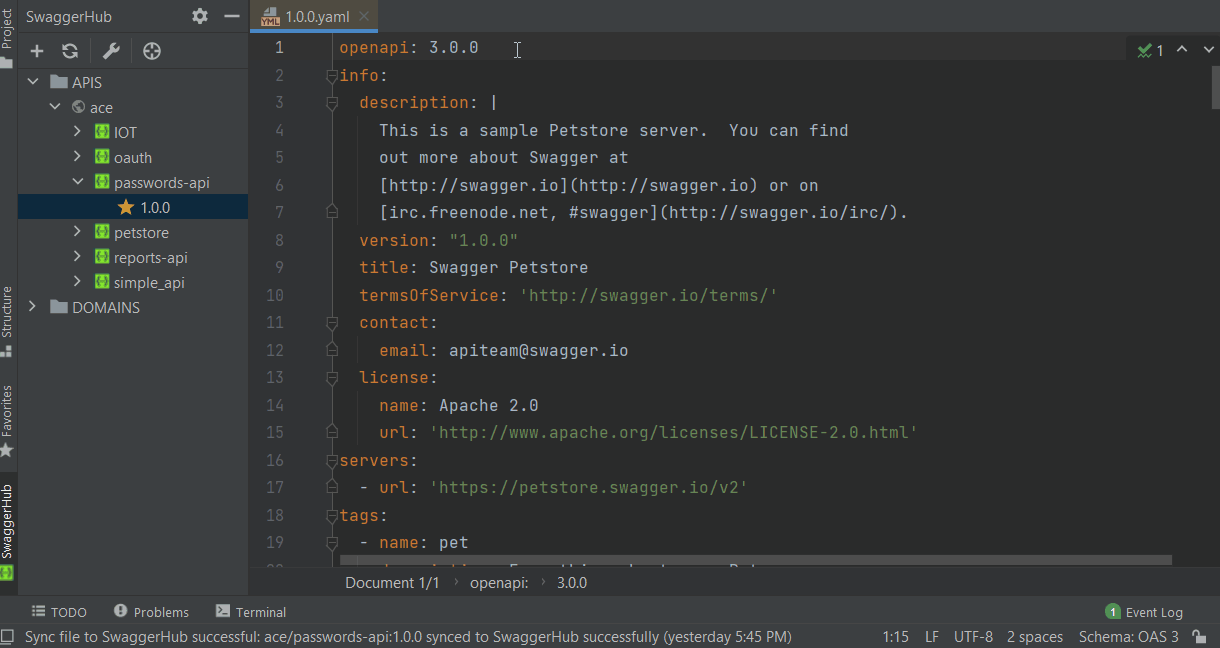 Project
SwaggerHub
APIS
ace
IOT
oauth
passwords-api
1.0.0
petstore
reports-api
simple_api
DOMAINS
Structure
Favorites
SwaggerHub
YML 1.0.0.yaml
1 openapi: 3.0.0
2 info:
3 description: |
4 This is a sample Petstore server.  You can find
5 out more about Swagger at
6 [http://swagger.io](http://swagger.io) or on
7 [irc.freenode.net, #swagger](http://swagger.io/irc/).
8 version: "1.0.0"
9 title: Swagger Petstore
10 termsOfService: 'http://swagger.io/terms/'
11 contact:
12 email: apiteam@swagger.io
13 license:
14 name: Apache 2.0
15 url: 'http://www.apache.org/licenses/LICENSE-2.0.html'
16 servers:
17 - url: 'https://petstore.swagger.io/v2'
18 tags:
19 - name: pet
1
Document 1/1 › openapi: › 3.0.0
TODO Problems Terminal 1 Event Log
Sync file to SwaggerHub successful: ace/passwords-api:1.0.0 synced to SwaggerHub successfully (yesterday 5:45 PM) 1:15 LF UTF-8 2 spaces Schema: OAS 3